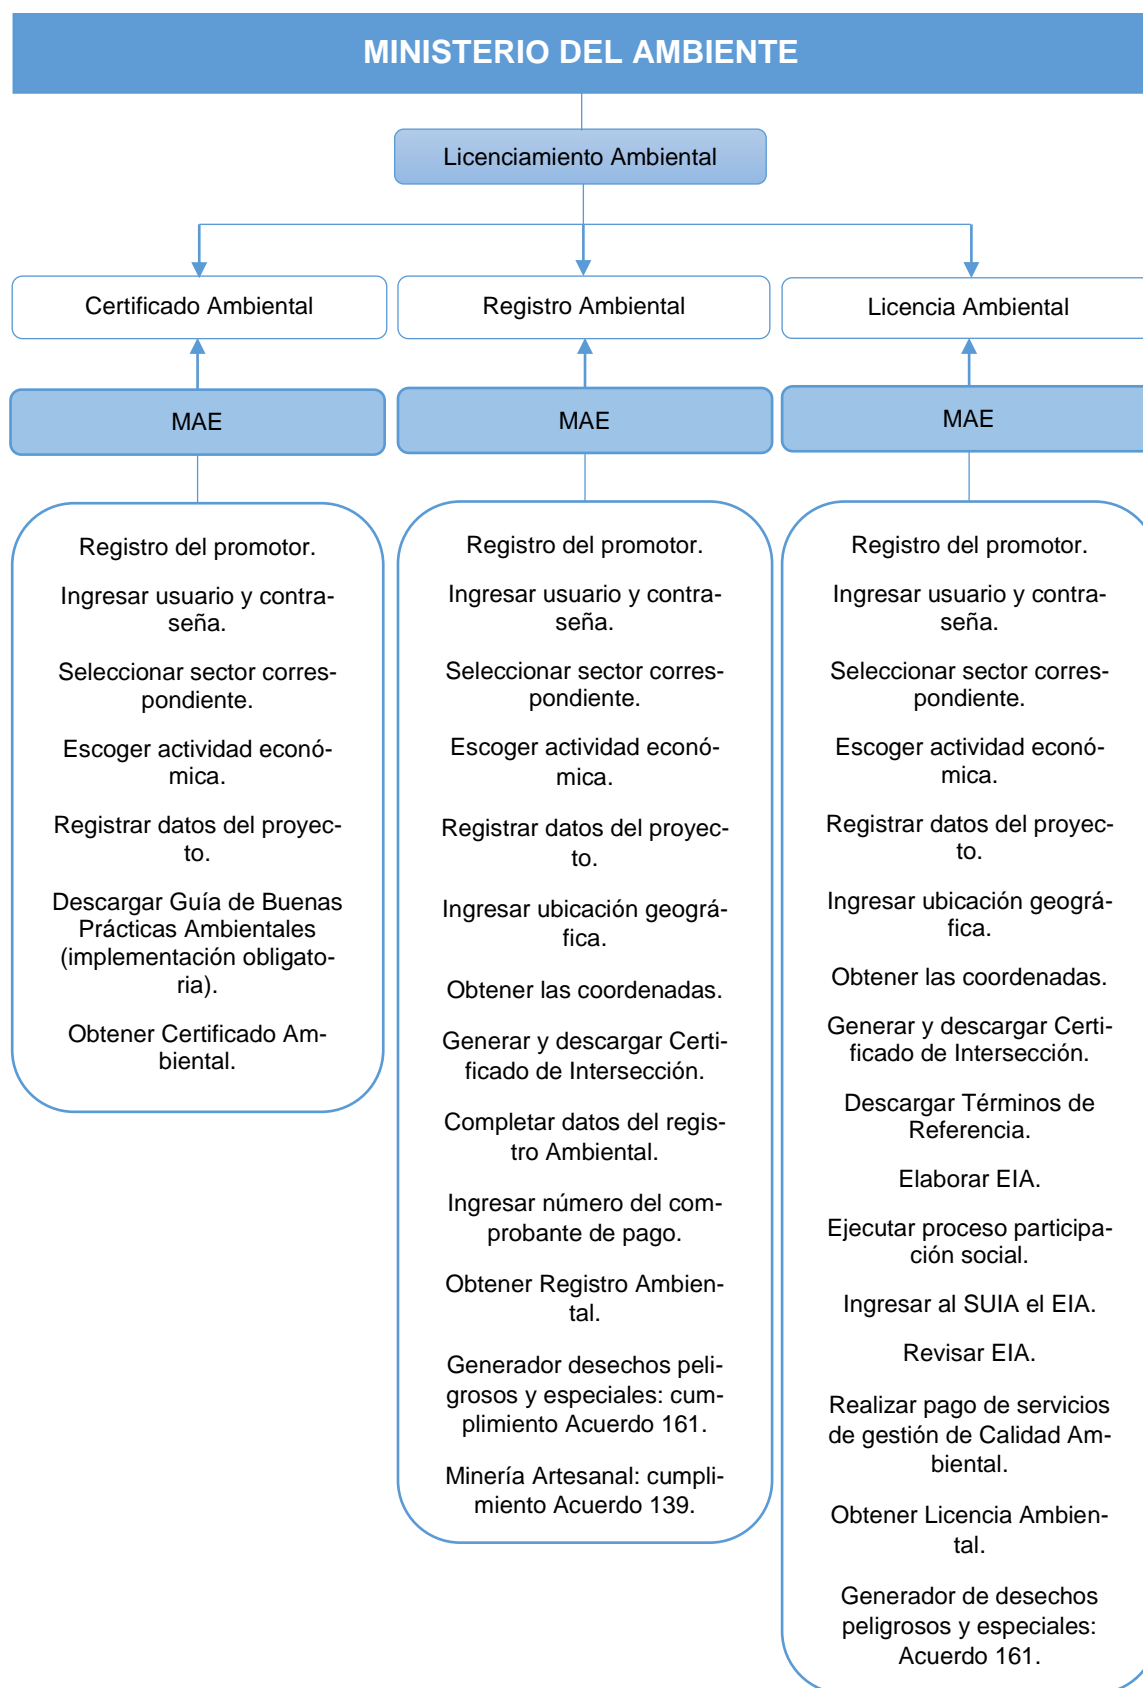 MINISTERIO DEL AMBIENTE
Licenciamiento Ambiental
Certificado Ambiental
Registro Ambiental
Licencia Ambiental
MAE
MAE
MAE
Registro del promotor.
Ingresar usuario y contra-
seña.
Seleccionar sector corres-
pondiente.
Escoger actividad econó-
mica.
Registrar datos del proyec-
to.
Descargar Guía de Buenas
Prácticas Ambientales
(implementación obligato-
ria).
Obtener Certificado Am-
biental.
Registro del promotor.
Ingresar usuario y contra-
seña.
Seleccionar sector corres-
pondiente.
Escoger actividad econó-
mica.
Registrar datos del proyec-
to.
Ingresar ubicación geográ-
fica.
Obtener las coordenadas.
Generar y descargar Certi-
ficado de Intersección.
Completar datos del regis-
tro Ambiental.
Ingresar número del com-
probante de pago.
Obtener Registro Ambien-
tal.
Generador desechos peli-
grosos y especiales: cum-
plimiento Acuerdo 161.
Minería Artesanal: cumpli-
miento Acuerdo 139.
Registro del promotor.
Ingresar usuario y contra-
seña.
Seleccionar sector corres-
pondiente.
Escoger actividad econó-
mica.
Registrar datos del proyec-
to.
Ingresar ubicación geográ-
fica.
Obtener las coordenadas.
Generar y descargar Certi-
ficado de Intersección.
Descargar Términos de
Referencia.
Elaborar EIA.
Ejecutar proceso participa-
ción social.
Ingresar al SUIA el EIA.
Revisar EIA.
Realizar pago de servicios
de gestión de Calidad Am-
biental.
Obtener Licencia Ambien-
tal.
Generador de desechos
peligrosos y especiales:
Acuerdo 161.